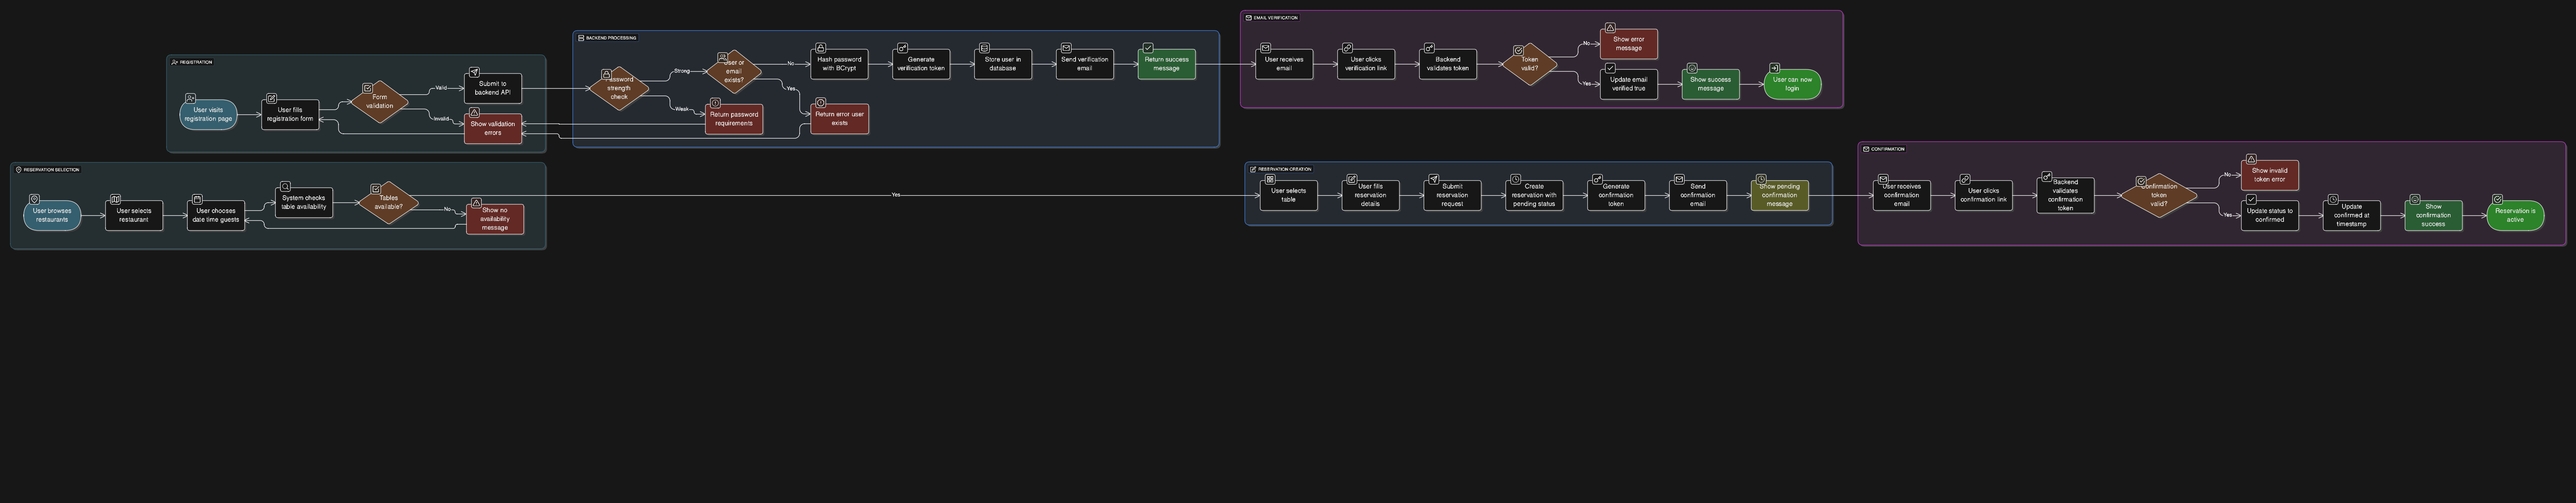 REGISTRATION
User visits
registration page
User fills
registration form
Form
validation
Valid
Invalid
Submit to
backend API
Show validation
errors
BACKEND PROCESSING
Password
strength
check
Strong
Weak
User or
email
exists?
No
Yes
Return password
requirements
Return error user
exists
Hash password
with BCrypt
Generate
verification token
Store user in
database
Send verification
email
Return success
message
EMAIL VERIFICATION
User receives
email
User clicks
verification link
Backend
validates token
Token
valid?
No
Yes
Show error
message
Update email
verified true
Show success
message
User can now
login
RESERVATION SELECTION
User browses
restaurants
User selects
restaurant
User chooses
date time guests
System checks
table availability
Tables
available?
No
Yes
Show no
availability
message
RESERVATION CREATION
User selects
table
User fills
reservation
details
Submit
reservation
request
Create
reservation with
pending status
Generate
confirmation
token
Send
confirmation
email
Show pending
confirmation
message
CONFIRMATION
User receives
confirmation
email
User clicks
confirmation link
Backend
validates
confirmation
token
Confirmation
token
valid?
No
Yes
Show invalid
token error
Update status to
confirmed
Update
confirmed at
timestamp
Show
confirmation
success
Reservation is
active